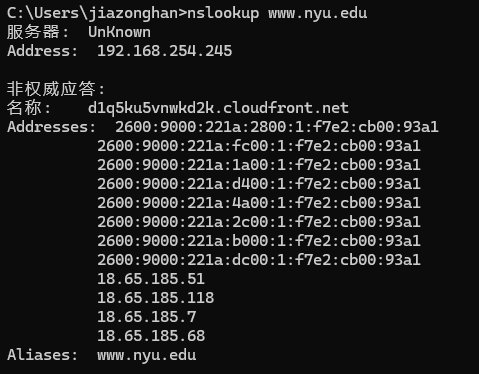 C:\Users\jiazonghan>nslookup www.nyu.edu
服务器:  UnKnown
Address:  192.168.254.245
非权威应答:
名称:    d1q5ku5vnwkd2k.cloudfront.net
Addresses:  2600:9000:221a:2800:1:f7e2:cb00:93a1
2600:9000:221a:fc00:1:f7e2:cb00:93a1
2600:9000:221a:1a00:1:f7e2:cb00:93a1
2600:9000:221a:d400:1:f7e2:cb00:93a1
2600:9000:221a:4a00:1:f7e2:cb00:93a1
2600:9000:221a:2c00:1:f7e2:cb00:93a1
2600:9000:221a:b000:1:f7e2:cb00:93a1
2600:9000:221a:dc00:1:f7e2:cb00:93a1
18.65.185.51
18.65.185.118
18.65.185.7
18.65.185.68
Aliases:  www.nyu.edu